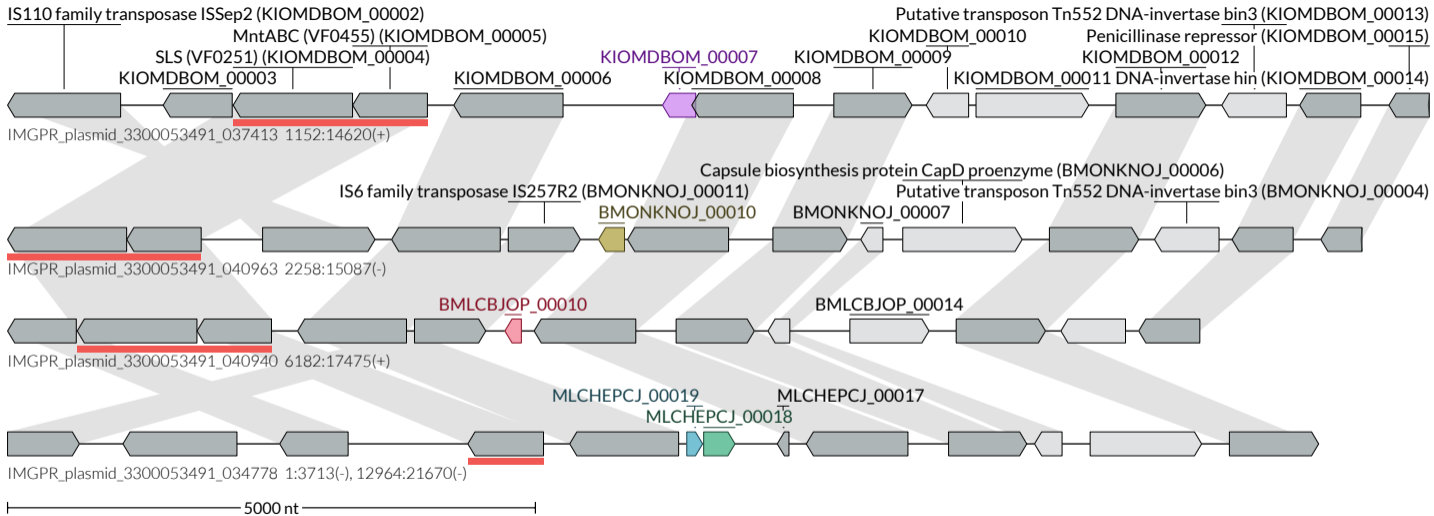 IS110 family transposase ISSep2 (KIOMDBOM_00002)
Putative transposon Tn552 DNA-invertase bin3 (KIOMDBOM_00013)
MntABC (VF0455) (KIOMDBOM_00005)
KIOMDBOM_00010
Penicillinase repressor (KIOMDBOM_00015)
SLS (VF0251) (KIOMDBOM_00004)
KIOMDBOM_00007
KIOMDBOM_00009
KIOMDBOM_00012
KIOMDBOM_00003
KIOMDBOM_00006
KIOMDBOM_00008
KIOMDBOM_00011
DNA-invertase hin (KIOMDBOM_00014)
IMGPR_plasmid_3300053491_037413 1152:14620(+)
Capsule biosynthesis protein CapD proenzyme (BMONKNOJ_00006)
IS6 family transposase IS257R2 (BMONKNOJ_00011)
Putative transposon Tn552 DNA-invertase bin3 (BMONKNOJ_00004)
BMONKNOJ_00010
BMONKNOJ_00007
IMGPR_plasmid_3300053491_040963 2258:15087(-)
BMLCBJOP_00010
BMLCBJOP_00014
IMGPR_plasmid_3300053491_040940 6182:17475(+)
MLCHEPCJ_00019
MLCHEPCJ_00017
MLCHEPCJ_00018
IMGPR_plasmid_3300053491_034778 1:3713(-), 12964:21670(-)
5000 nt